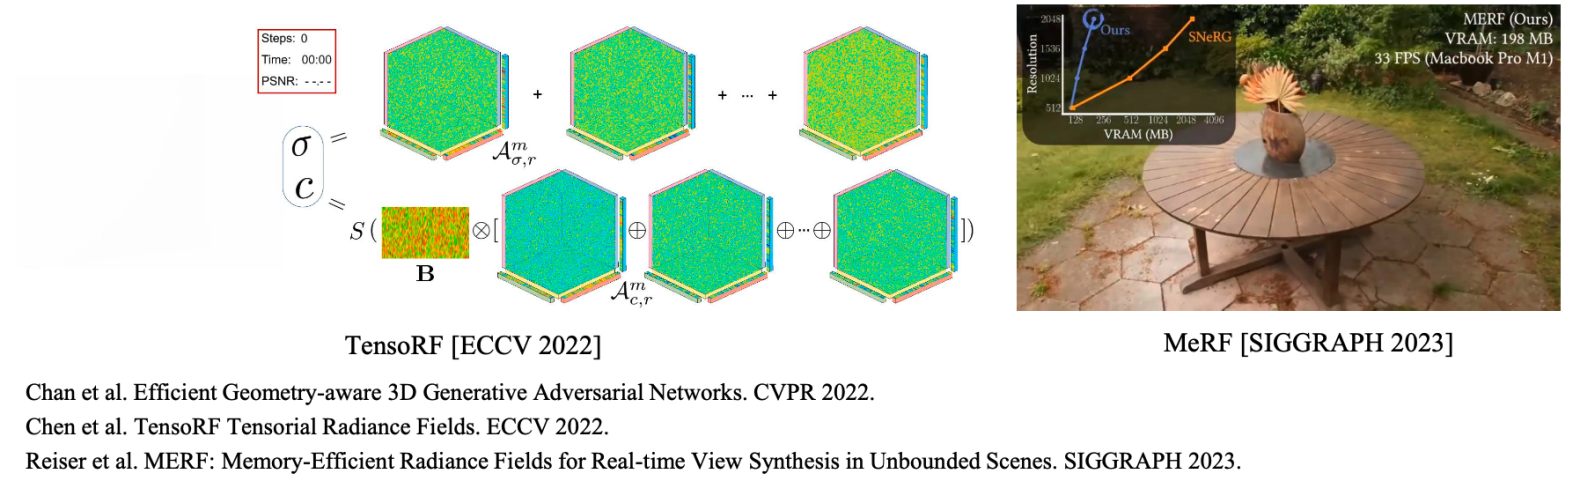 Steps: 0
Time: 00:00
PSNR: --.--
σ =
c =
+ + ... +
𝒜ᵐσ,r
S ( B ⊗ [ ⊕ ⊕ ... ⊕ ] )
𝒜ᵐc,r
TensoRF [ECCV 2022]
Resolution
2048
1536
1024
512
Ours
SNeRG
128 256 512 1024 2048 4096
VRAM (MB)
MERF (Ours)
VRAM: 198 MB
33 FPS (Macbook Pro M1)
MeRF [SIGGRAPH 2023]
Chan et al. Efficient Geometry-aware 3D Generative Adversarial Networks. CVPR 2022.
Chen et al. TensoRF Tensorial Radiance Fields. ECCV 2022.
Reiser et al. MERF: Memory-Efficient Radiance Fields for Real-time View Synthesis in Unbounded Scenes. SIGGRAPH 2023.